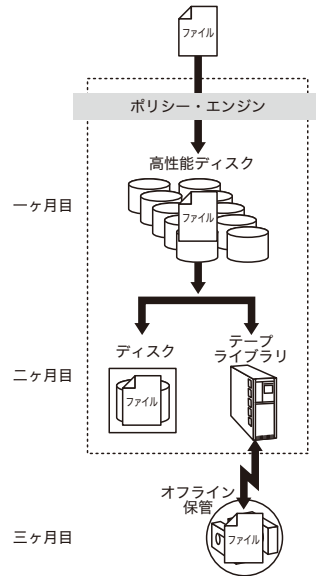 ファイル
ポリシー・エンジン
高性能ディスク
一ヶ月目
ファイル
ディスク
テープ
ライブラリ
二ヶ月目
ファイル
オフライン
保管
三ヶ月目
ファイル